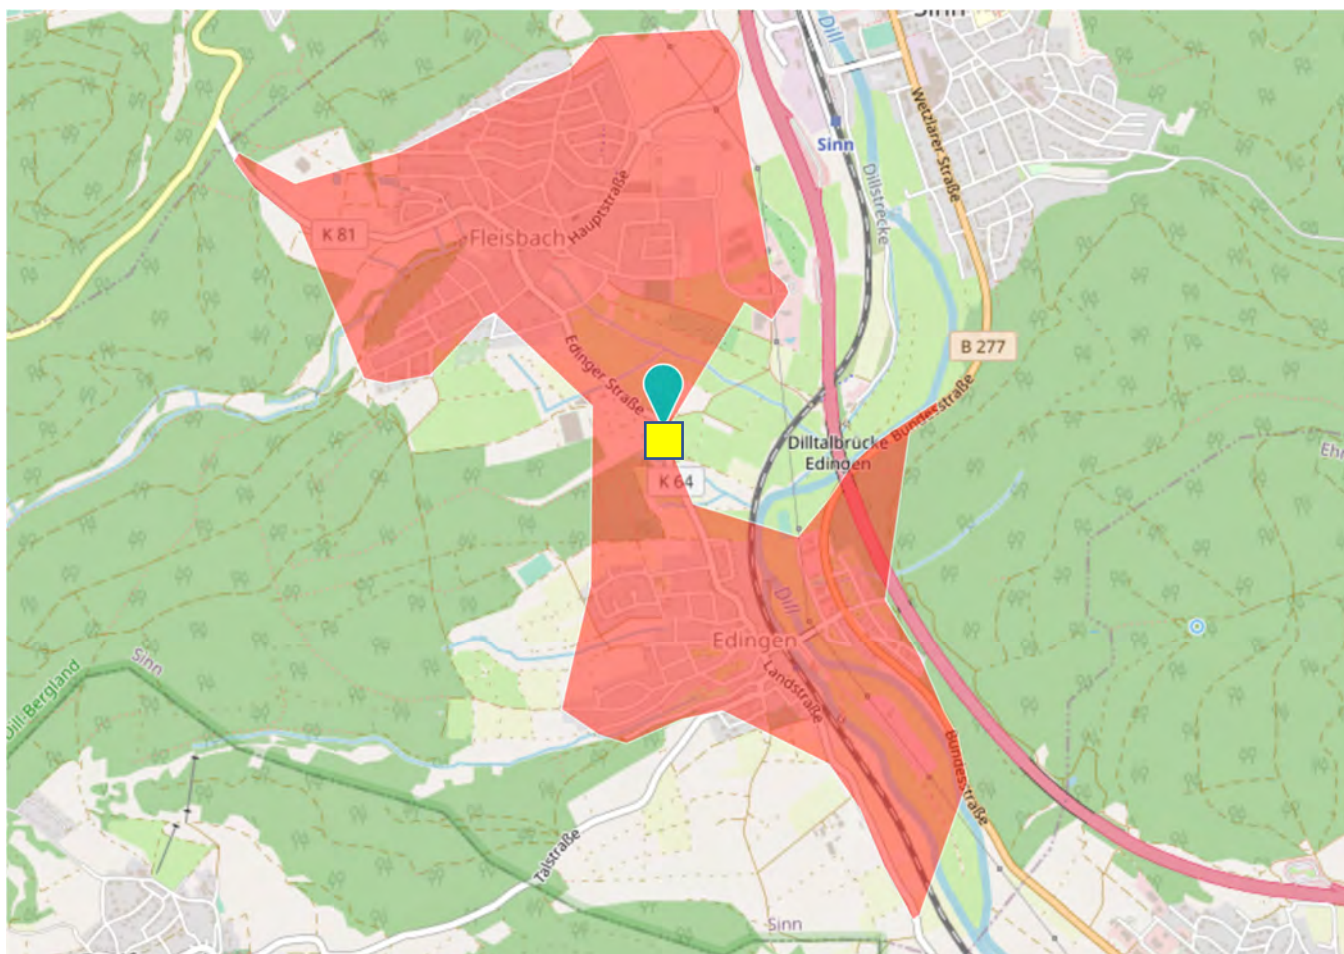 Sinn
Dill
Wetzlarer Straße
Sinn
Dillstrecke
K 81
Fleisbach
Hauptstraße
B 277
Edinger Straße
Bundesstraße
Dilltalbrücke
Edingen
K 64
Dill
Edingen
Sinn
Landstraße
Dill-Bergland
Bundesstraße
Talstraße
Sinn